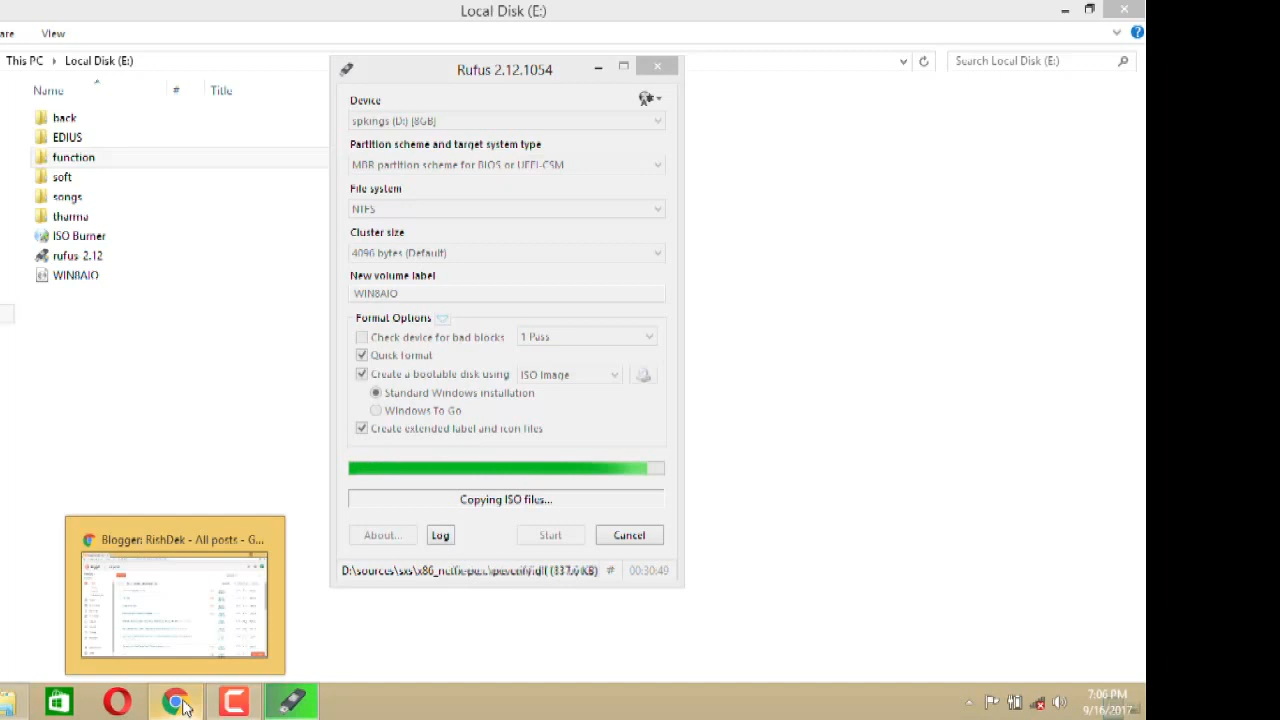 Local Disk (E:)
are View
This PC Local Disk (E:)
Search Local Disk (E:)
Name # Title
back
EDIUS
function
soft
songs
tharma
ISO Burner
rufus-2.12
WIN8AIO
Rufus 2.12.1054
Device
spkings (D:) [8GB]
Partition scheme and target system type
MBR partition scheme for BIOS or UEFI-CSM
File system
NTFS
Cluster size
4096 bytes (Default)
New volume label
WIN8AIO
Format Options
Check device for bad blocks 1 Pass
Quick format
Create a bootable disk using ISO Image
Standard Windows installation
Windows To Go
Create extended label and icon files
Copying ISO files...
About... Log Start Cancel
# 00:30:49
Blogger: RishDek - All posts - G...
7:06 PM
9/16/2017